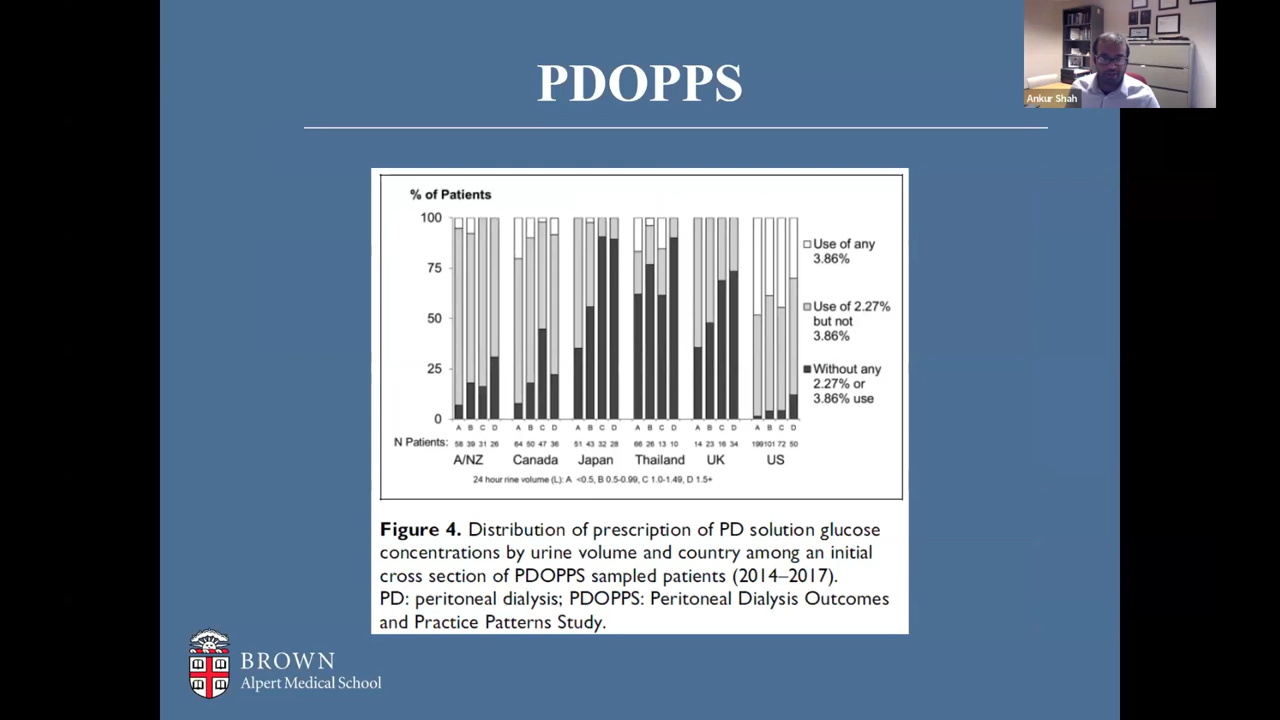 PDOPPS
Ankur Shah
% of Patients
100
75
50
25
0
Use of any
3.86%
Use of 2.27%
but not
3.86%
Without any
2.27% or
3.86% use
A B C D A B C D A B C D A B C D A B C D A B C D
N Patients: 58 39 31 26 64 50 47 36 51 43 32 28 66 26 13 10 14 23 16 34 199 101 72 50
A/NZ Canada Japan Thailand UK US
24 hour rine volume (L): A <0.5, B 0.5-0.99, C 1.0-1.49, D 1.5+
Figure 4. Distribution of prescription of PD solution glucose
concentrations by urine volume and country among an initial
cross section of PDOPPS sampled patients (2014–2017).
PD: peritoneal dialysis; PDOPPS: Peritoneal Dialysis Outcomes
and Practice Patterns Study.
BROWN
Alpert Medical School